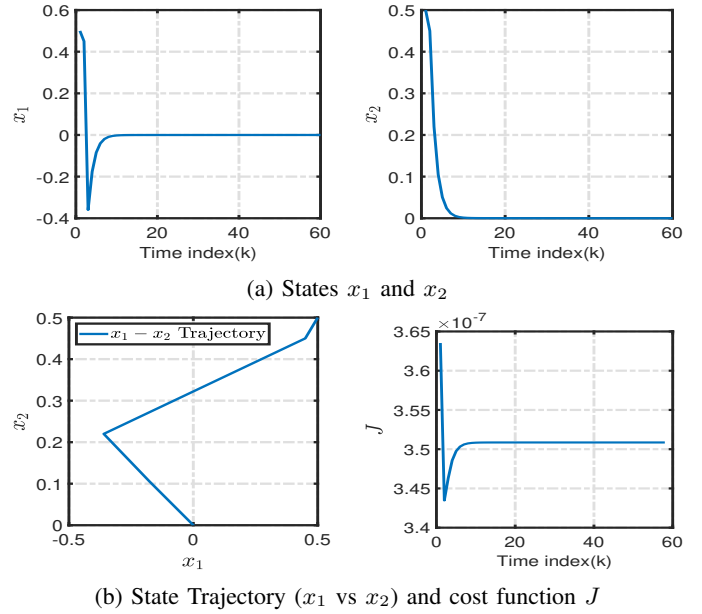 0.6
0.4
0.2
0
-0.2
-0.4
x₁
0 20 40 60
Time index(k)
0.5
0.4
0.3
0.2
0.1
0
x₂
0 20 40 60
Time index(k)
(a) States x₁ and x₂
0.5
0.4
0.3
0.2
0.1
0
x₂
x₁ − x₂ Trajectory
-0.5 0 0.5
x₁
×10⁻⁷
3.65
3.6
3.55
3.5
3.45
3.4
J
0 20 40 60
Time index(k)
(b) State Trajectory (x₁ vs x₂) and cost function J